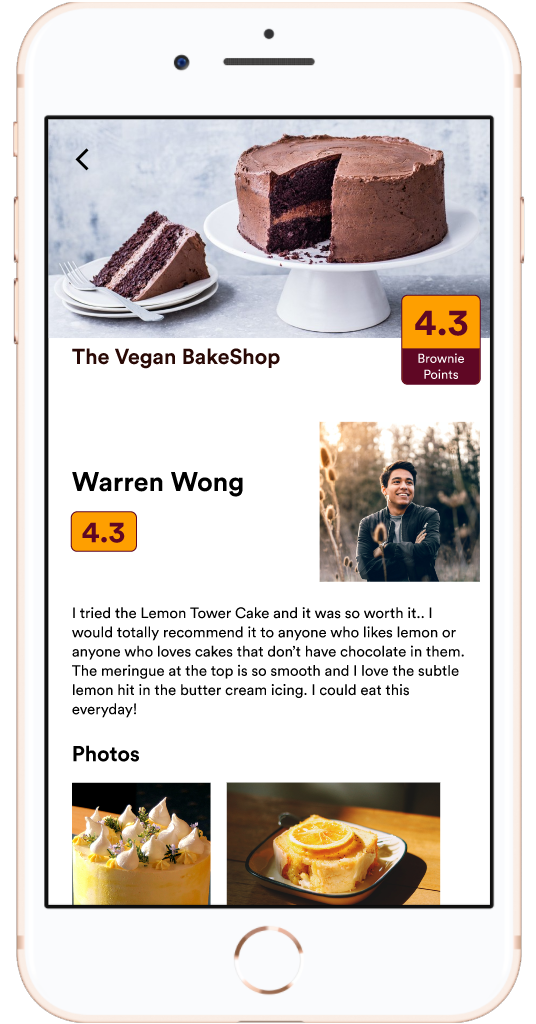 4.3
Brownie
Points
The Vegan BakeShop
Warren Wong
4.3
I tried the Lemon Tower Cake and it was so worth it.. I
would totally recommend it to anyone who likes lemon or
anyone who loves cakes that don’t have chocolate in them.
The meringue at the top is so smooth and I love the subtle
lemon hit in the butter cream icing. I could eat this
everyday!
Photos